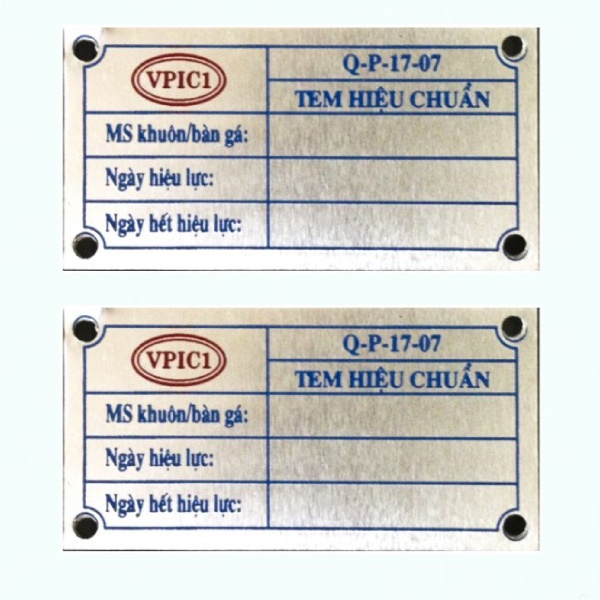 VPIC1
Q-P-17-07
TEM HIỆU CHUẨN
MS khuôn/bàn gá:
Ngày hiệu lực:
Ngày hết hiệu lực:
VPIC1
Q-P-17-07
TEM HIỆU CHUẨN
MS khuôn/bàn gá:
Ngày hiệu lực:
Ngày hết hiệu lực: